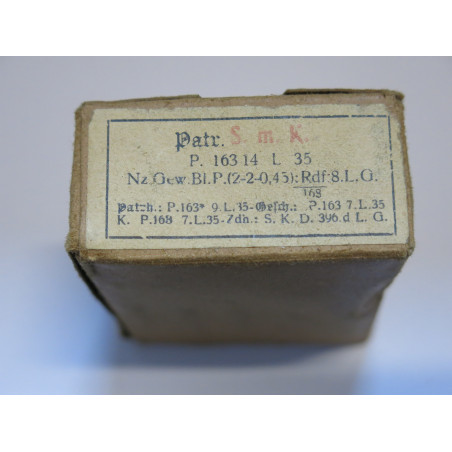 Patr. S. m. K.
P. 163 14 L 35
Nz.Gew.Bl.P.(2-2-0,45): Rdf:8.L.G.
168
Patrh.: P.163* 9.L.35-Gesch.: P.163 7.L.35
K. P.168 7.L.35-Zdh.: S. K. D. 396.d L. G.